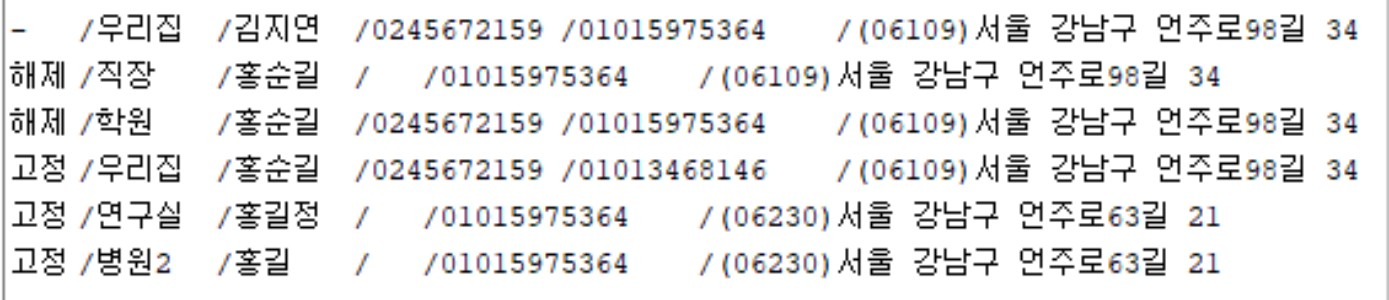 -    /우리집  /김지연  /0245672159 /01015975364    /(06109)서울 강남구 언주로98길 34
해제 /직장    /홍순길  /   /01015975364    /(06109)서울 강남구 언주로98길 34
해제 /학원    /홍순길  /0245672159 /01015975364    /(06109)서울 강남구 언주로98길 34
고정 /우리집  /홍순길  /0245672159 /01013468146    /(06109)서울 강남구 언주로98길 34
고정 /연구실  /홍길정  /   /01015975364    /(06230)서울 강남구 언주로63길 21
고정 /병원2   /홍길    /   /01015975364    /(06230)서울 강남구 언주로63길 21